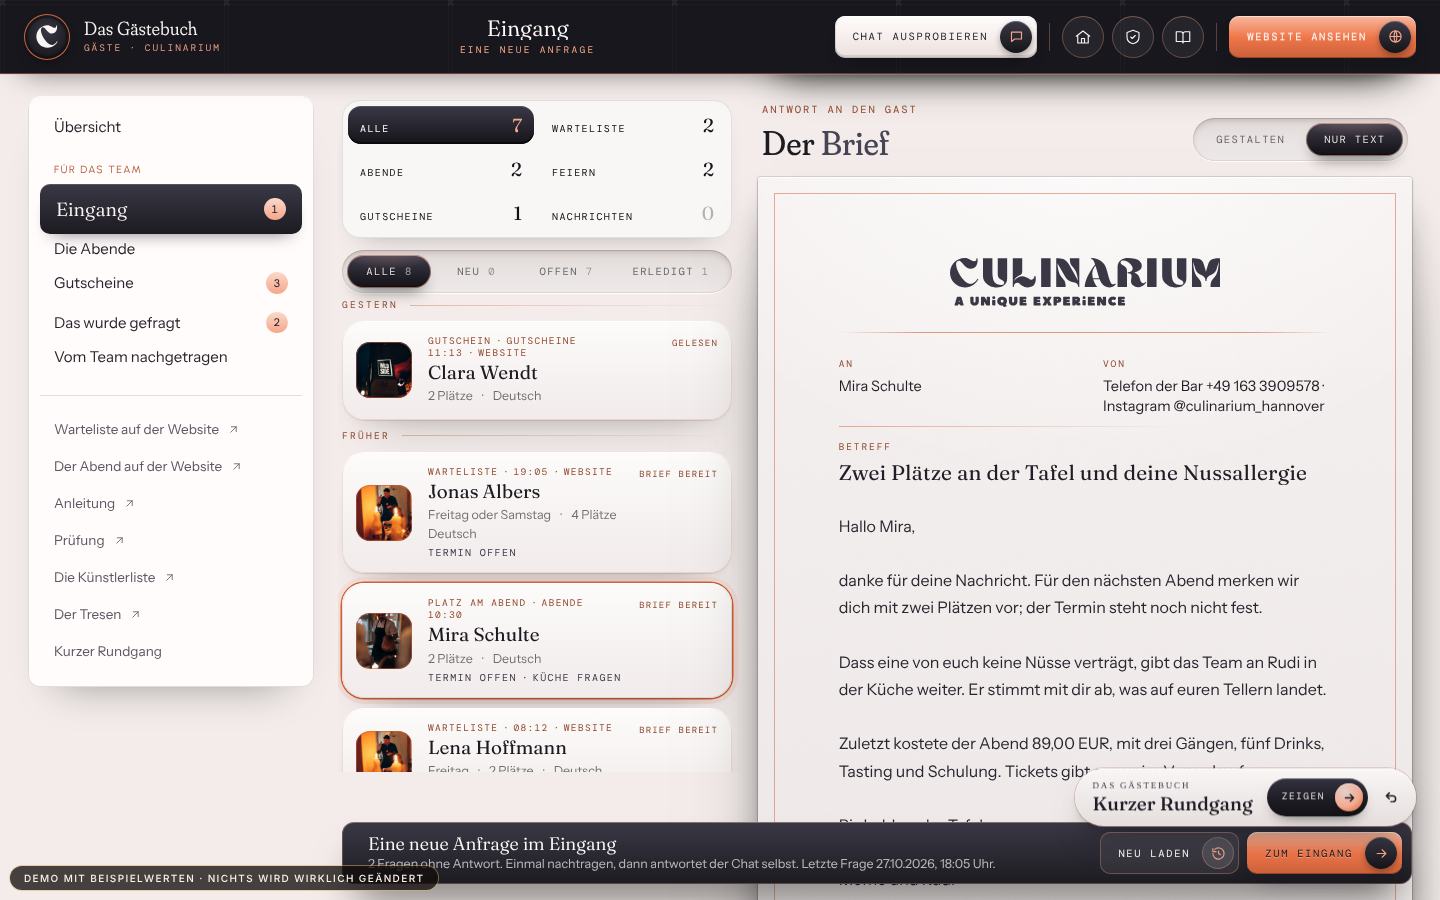 Das Gästebuch
GÄSTE · CULINARIUM
Eingang
EINE NEUE ANFRAGE
CHAT AUSPROBIEREN
WEBSITE ANSEHEN
Übersicht
FÜR DAS TEAM
Eingang 1
Die Abende
Gutscheine 3
Das wurde gefragt 2
Vom Team nachgetragen
Warteliste auf der Website
Der Abend auf der Website
Anleitung
Prüfung
Die Künstlerliste
Der Tresen
Kurzer Rundgang
ALLE 7
WARTELISTE 2
ABENDE 2
FEIERN 2
GUTSCHEINE 1
NACHRICHTEN 0
ALLE 8
NEU 0
OFFEN 7
ERLEDIGT 1
GESTERN
GUTSCHEIN · GUTSCHEINE
11:13 · WEBSITE
GELESEN
Clara Wendt
2 Plätze · Deutsch
FRÜHER
WARTELISTE · 19:05 · WEBSITE
BRIEF BEREIT
Jonas Albers
Freitag oder Samstag · 4 Plätze
Deutsch
TERMIN OFFEN
PLATZ AM ABEND · ABENDE
10:30
BRIEF BEREIT
Mira Schulte
2 Plätze · Deutsch
TERMIN OFFEN · KÜCHE FRAGEN
WARTELISTE · 08:12 · WEBSITE
BRIEF BEREIT
Lena Hoffmann
Freitag · 2 Plätze · Deutsch
ANTWORT AN DEN GAST
Der Brief
GESTALTEN
NUR TEXT
CULINARIUM
A UNiQUE EXPERiENCE
AN
Mira Schulte
VON
Telefon der Bar +49 163 3909578 ·
Instagram @culinarium_hannover
BETREFF
Zwei Plätze an der Tafel und deine Nussallergie
Hallo Mira,
danke für deine Nachricht. Für den nächsten Abend merken wir
dich mit zwei Plätzen vor; der Termin steht noch nicht fest.
Dass eine von euch keine Nüsse verträgt, gibt das Team an Rudi in
der Küche weiter. Er stimmt mit dir ab, was auf euren Tellern landet.
Zuletzt kostete der Abend 89,00 EUR, mit drei Gängen, fünf Drinks,
Tasting und Schulung. Tickets gibt
DAS GÄSTEBUCH
Kurzer Rundgang
ZEIGEN
Eine neue Anfrage im Eingang
2 Fragen ohne Antwort. Einmal nachtragen, dann antwortet der Chat selbst. Letzte Frage 27.10.2026, 18:05 Uhr.
NEU LADEN
ZUM EINGANG
DEMO MIT BEISPIELWERTEN · NICHTS WIRD WIRKLICH GEÄNDERT